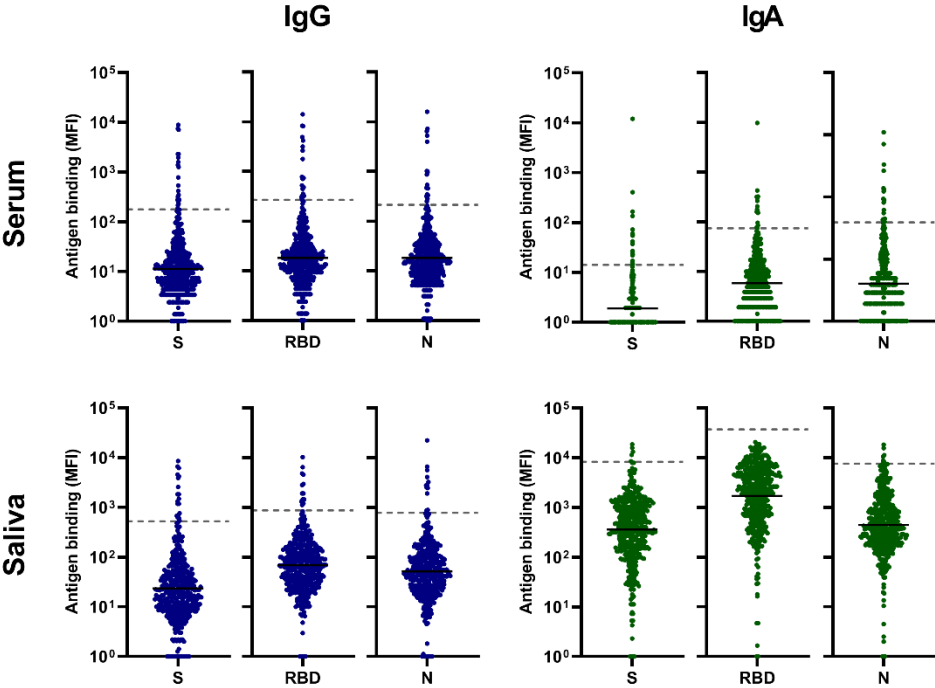 IgG IgA
Serum
Antigen binding (MFI)
10⁵
10⁴
10³
10²
10¹
10⁰
S RBD N
Antigen binding (MFI)
10⁵
10⁴
10³
10²
10¹
10⁰
S RBD N
Saliva
Antigen binding (MFI)
10⁵
10⁴
10³
10²
10¹
10⁰
S RBD N
Antigen binding (MFI)
10⁵
10⁴
10³
10²
10¹
10⁰
S RBD N